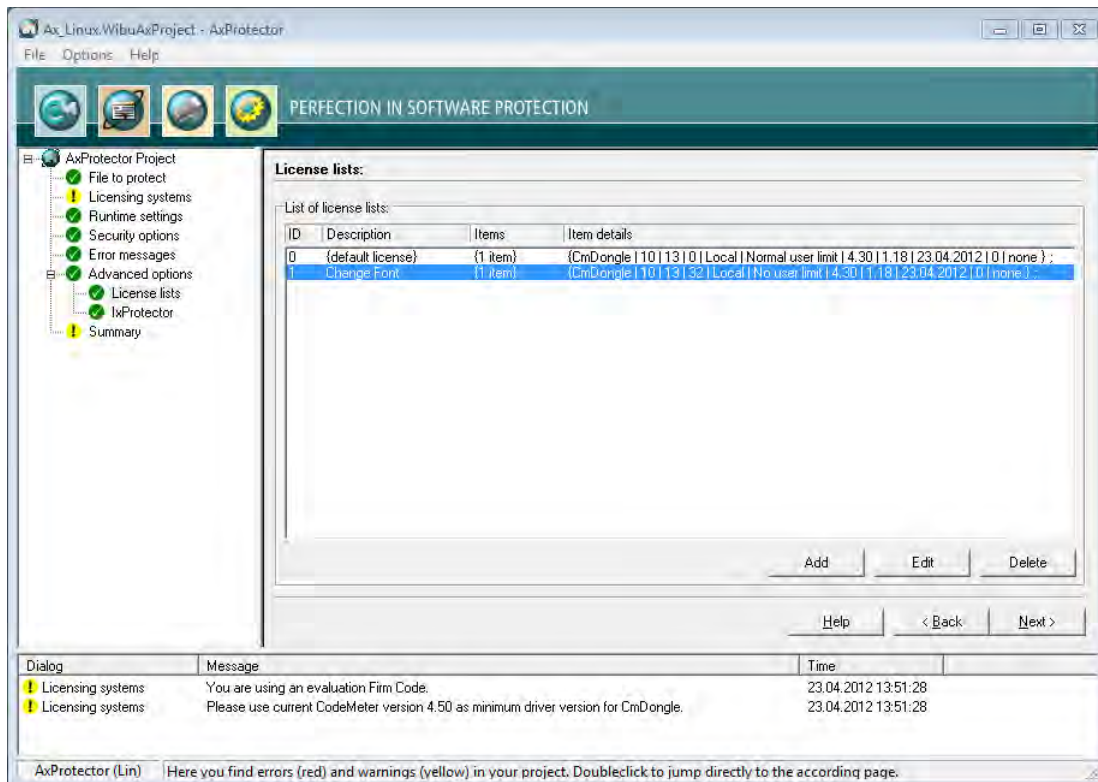 Ax_Linux.WibuAxProject - AxProtector
File Options Help
PERFECTION IN SOFTWARE PROTECTION
AxProtector Project
File to protect
Licensing systems
Runtime settings
Security options
Error messages
Advanced options
License lists
IxProtector
Summary
License lists:
List of license lists:
ID Description Items Item details
0 {default license} {1 item} {CmDongle | 10 | 13 | 0 | Local | Normal user limit | 4.30 | 1.18 | 23.04.2012 | 0 | none } ;
1 Change Font {1 item} {CmDongle | 10 | 13 | 32 | Local | No user limit | 4.30 | 1.18 | 23.04.2012 | 0 | none } ;
Add Edit Delete
Help < Back Next >
Dialog Message Time
Licensing systems You are using an evaluation Firm Code. 23.04.2012 13:51:28
Licensing systems Please use current CodeMeter version 4.50 as minimum driver version for CmDongle. 23.04.2012 13:51:28
AxProtector (Lin) Here you find errors (red) and warnings (yellow) in your project. Doubleclick to jump directly to the according page.